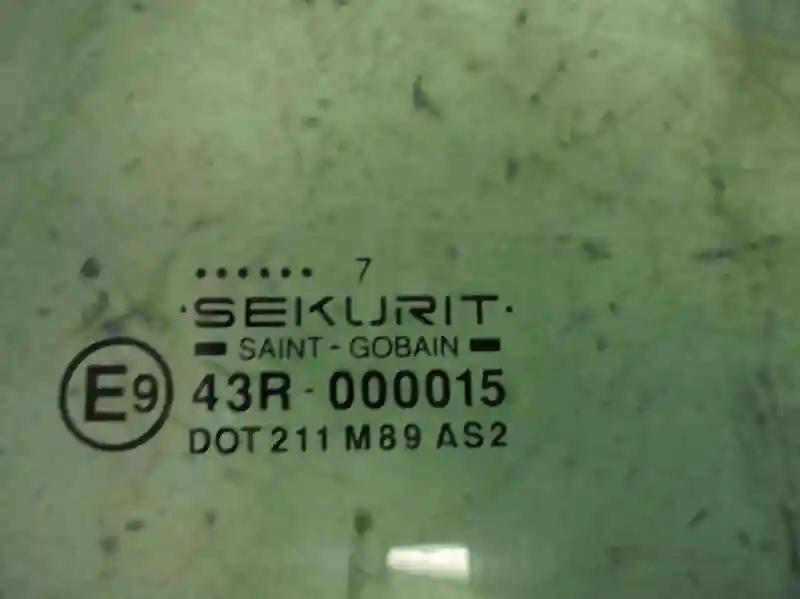 ...... 7
·SEKURIT·
SAINT-GOBAIN
E9 43R-000015
DOT 211 M89 AS2